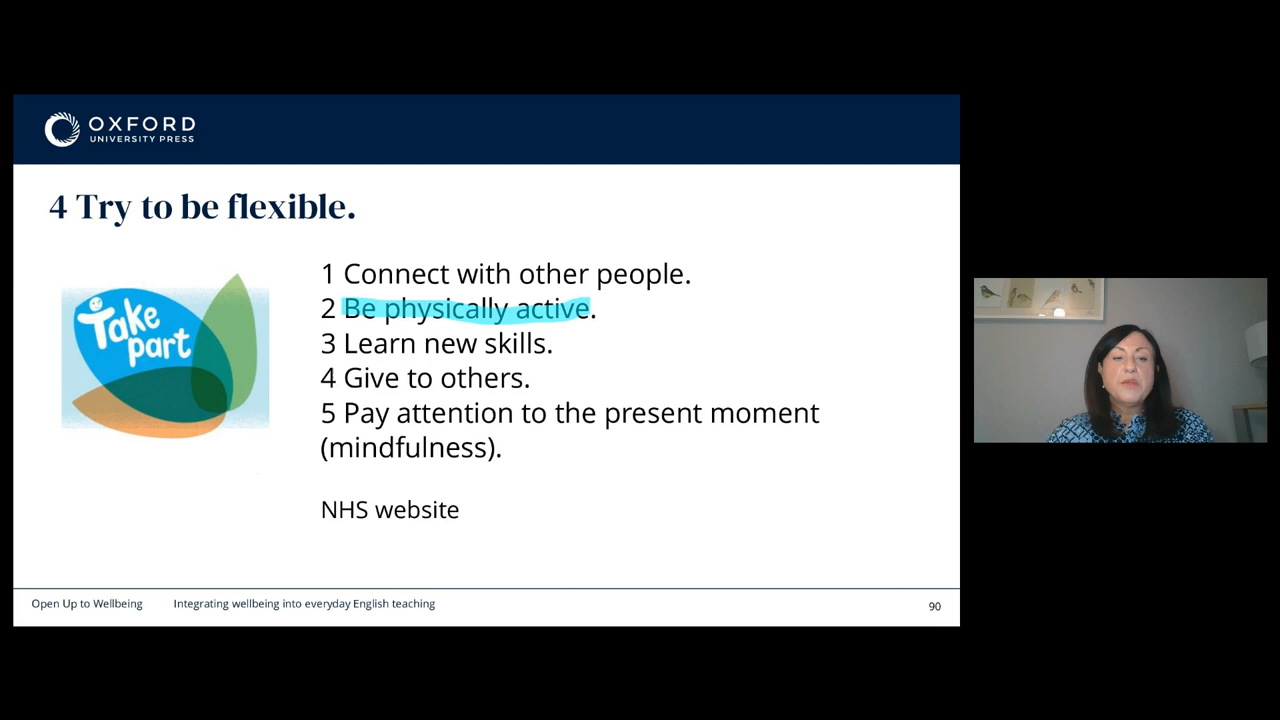 OXFORD
UNIVERSITY PRESS
4 Try to be flexible.
Take
part
1 Connect with other people.
2 Be physically active.
3 Learn new skills.
4 Give to others.
5 Pay attention to the present moment
(mindfulness).
NHS website
Open Up to Wellbeing Integrating wellbeing into everyday English teaching 90